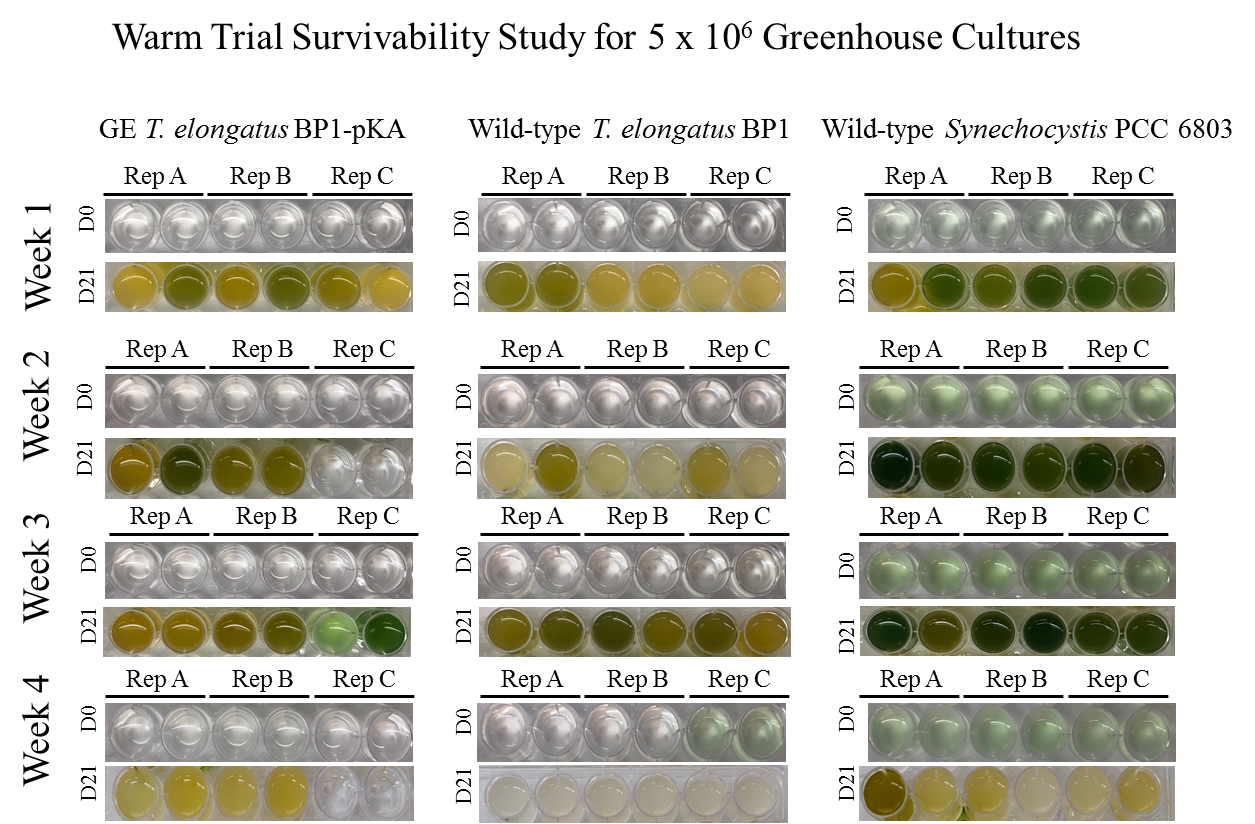 Warm Trial Survivability Study for 5 x 10⁶ Greenhouse Cultures
GE T. elongatus BP1-pKA
Wild-type T. elongatus BP1
Wild-type Synechocystis PCC 6803
Week 1
Rep A Rep B Rep C
Rep A Rep B Rep C
Rep A Rep B Rep C
D0
D0
D0
D21
D21
D21
Week 2
Rep A Rep B Rep C
Rep A Rep B Rep C
Rep A Rep B Rep C
D0
D0
D0
D21
D21
D21
Week 3
Rep A Rep B Rep C
Rep A Rep B Rep C
Rep A Rep B Rep C
D0
D0
D0
D21
D21
D21
Week 4
Rep A Rep B Rep C
Rep A Rep B Rep C
Rep A Rep B Rep C
D0
D0
D0
D21
D21
D21